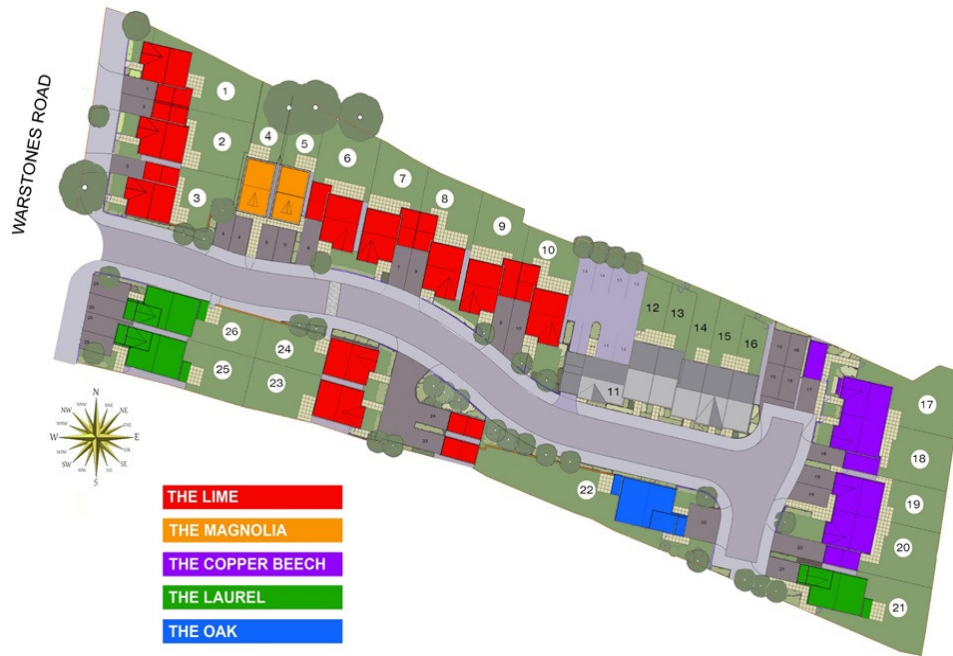 WARSTONES ROAD
1
2
3
4
5
6
7
8
9
10
11
12
13
14
15
16
17
18
19
20
21
22
23
24
25
26
N
NE
E
SE
S
SW
W
NW
THE LIME
THE MAGNOLIA
THE COPPER BEECH
THE LAUREL
THE OAK